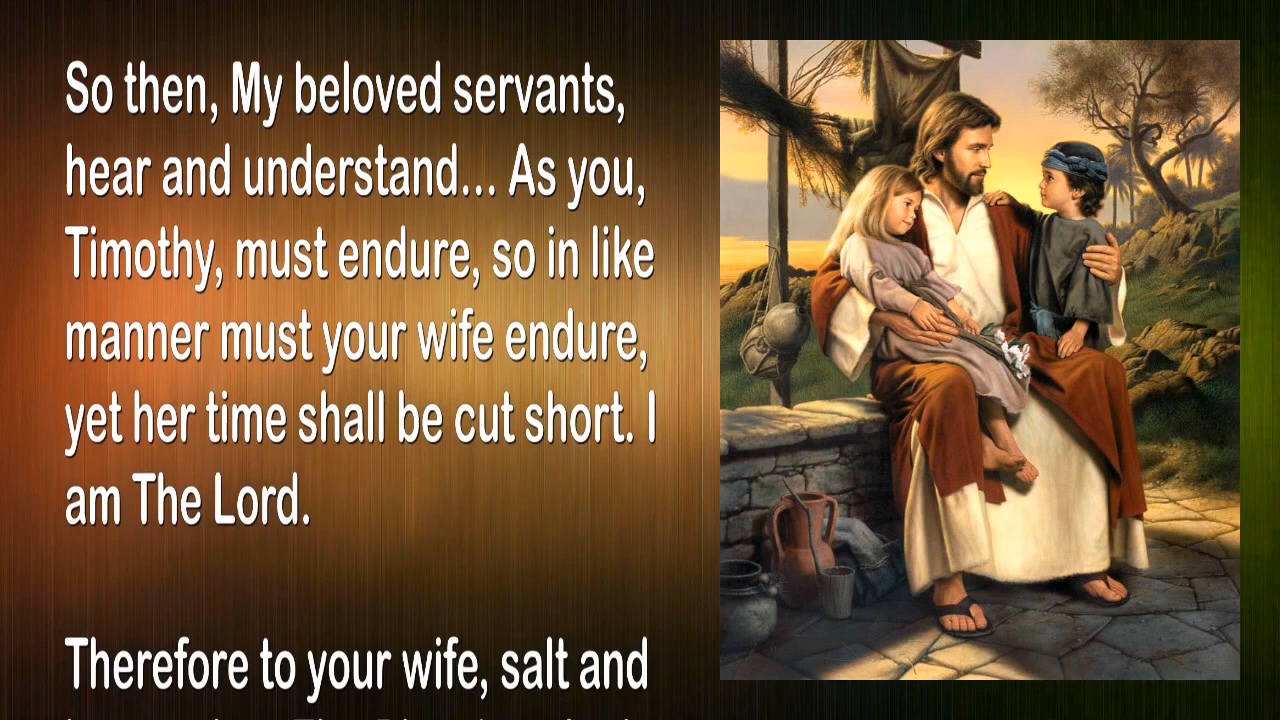 So then, My beloved servants,
hear and understand... As you,
Timothy, must endure, so in like
manner must your wife endure,
yet her time shall be cut short. I
am The Lord.
Therefore to your wife, salt and